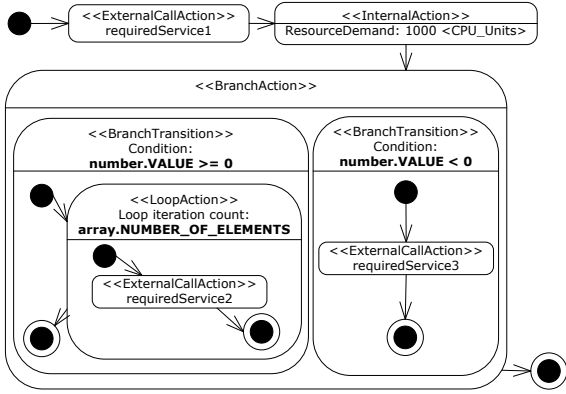 <<ExternalCallAction>>
requiredService1
<<InternalAction>>
ResourceDemand: 1000 <CPU_Units>
<<BranchAction>>
<<BranchTransition>>
Condition:
number.VALUE >= 0
<<LoopAction>>
Loop iteration count:
array.NUMBER_OF_ELEMENTS
<<ExternalCallAction>>
requiredService2
<<BranchTransition>>
Condition:
number.VALUE < 0
<<ExternalCallAction>>
requiredService3